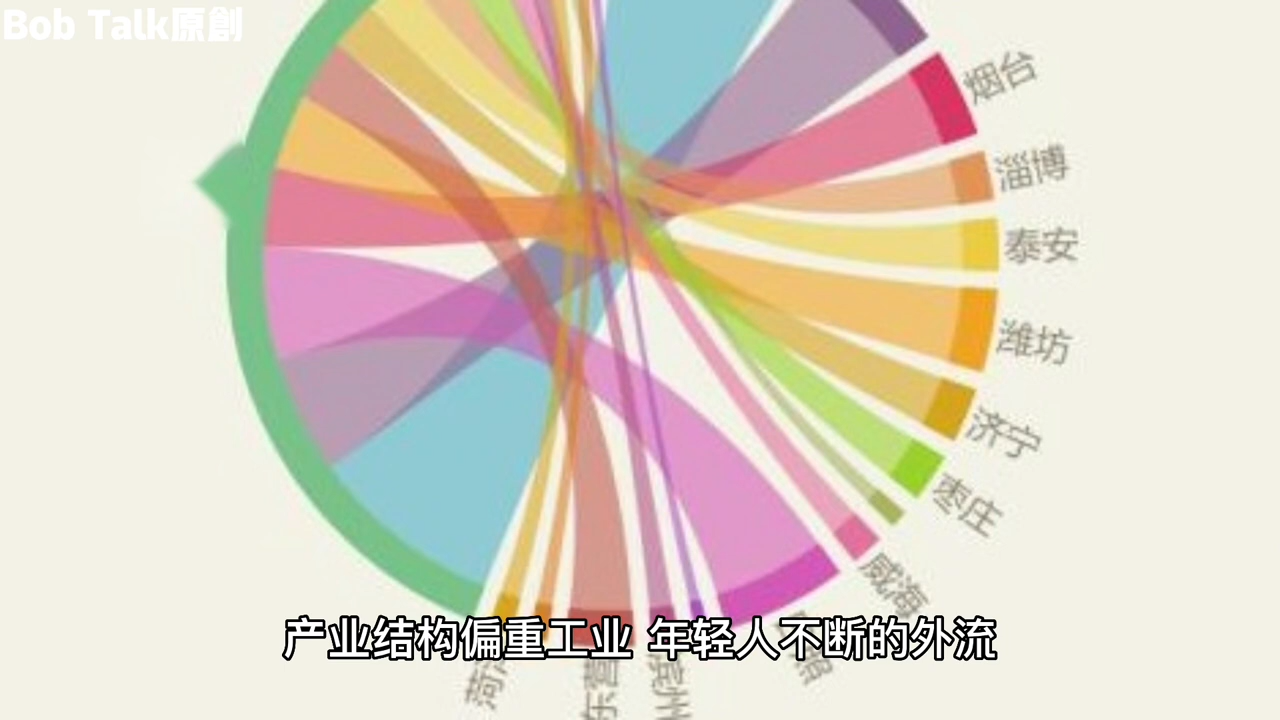 Bob Talk原創
烟台
淄博
泰安
潍坊
济宁
枣庄
威海
产业结构偏重工业 年轻人不断的外流